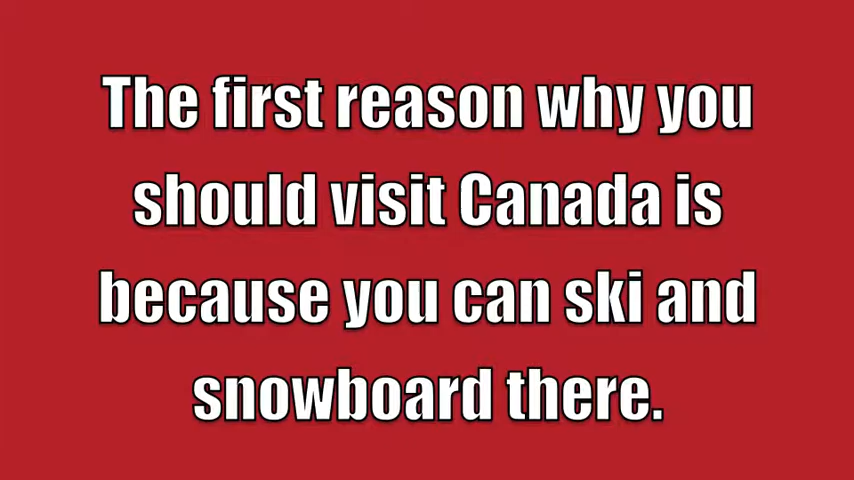 The first reason why you
should visit Canada is
because you can ski and
snowboard there.